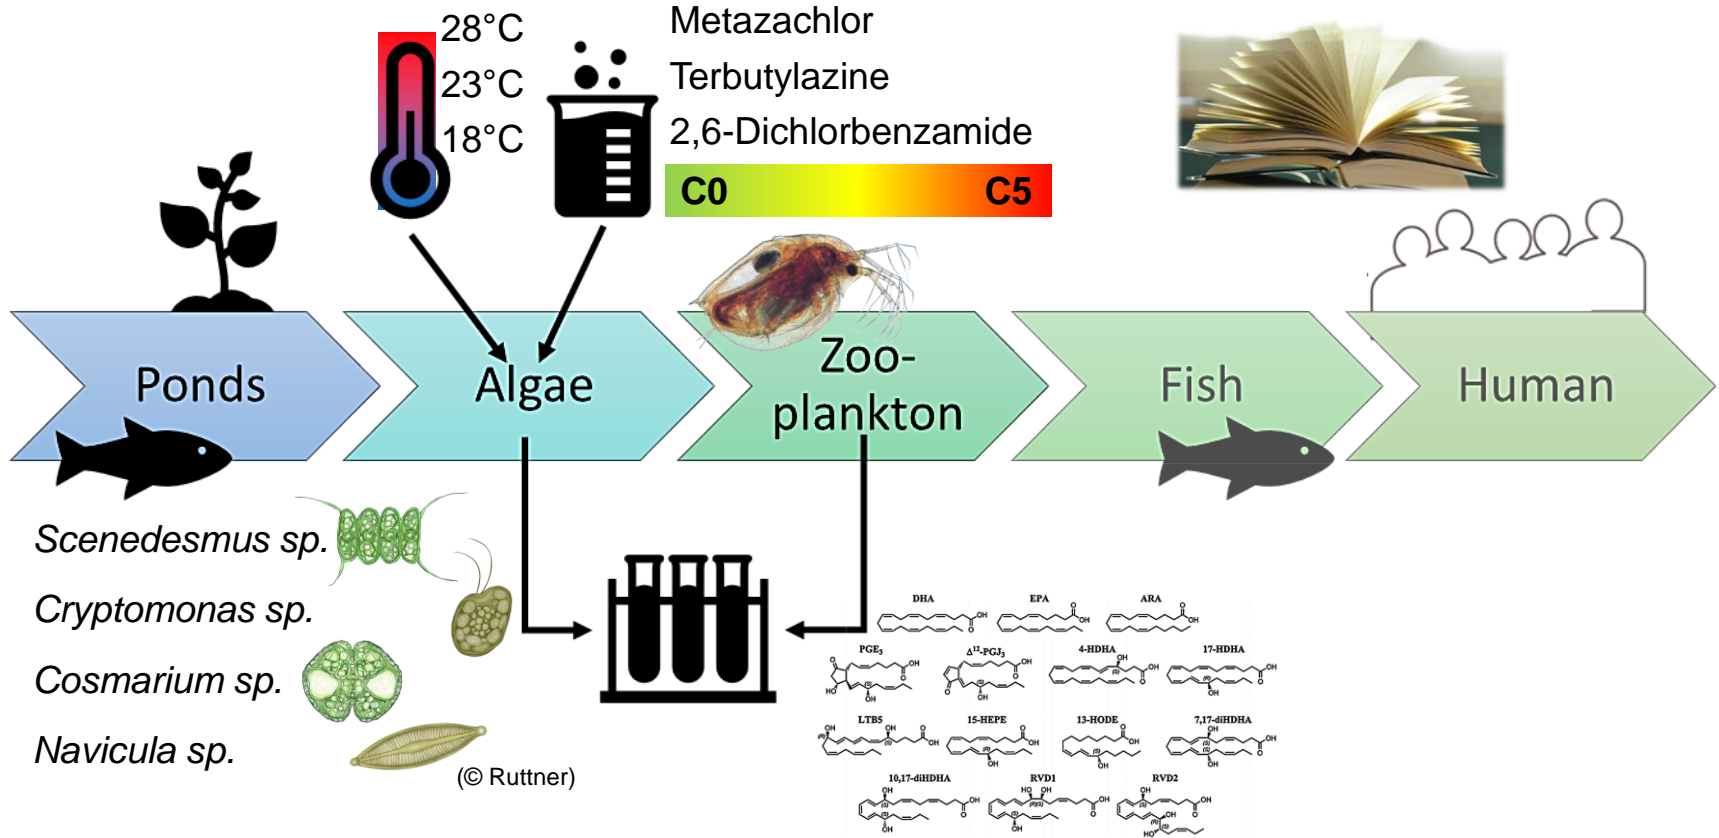 28°C
23°C
18°C
Metazachlor
Terbutylazine
2,6-Dichlorbenzamide
C0 C5
Ponds
Algae
Zoo-
plankton
Fish
Human
Scenedesmus sp.
Cryptomonas sp.
Cosmarium sp.
Navicula sp.
(© Ruttner)
DHA EPA ARA
PGE₃ Δ¹²-PGJ₃ 4-HDHA 17-HDHA
LTB5 15-HEPE 13-HODE 7,17-diHDHA
10,17-diHDHA RVD1 RVD2